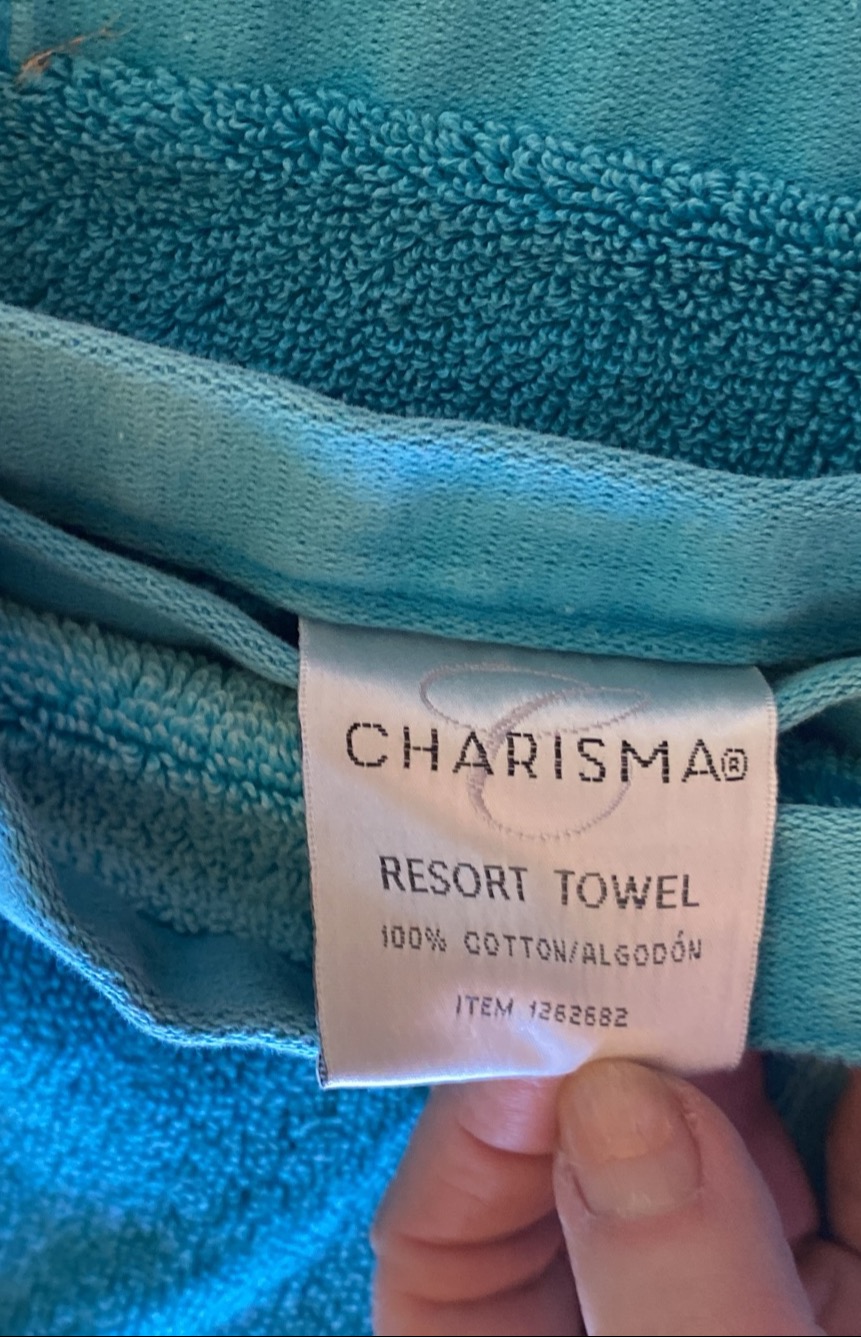 CHARISMA®
RESORT TOWEL
100% COTTON/ALGODÓN
ITEM 1262682